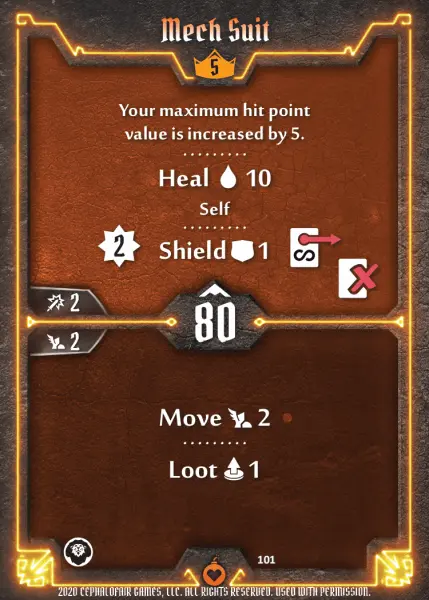 Mech Suit
5
Your maximum hit point
value is increased by 5.
Heal 10
Self
2
Shield 1
2
80
2
Move 2
Loot 1
101
2020 CEPHALOFAIR GAMES, LLC. ALL RIGHTS RESERVED. USED WITH PERMISSION.